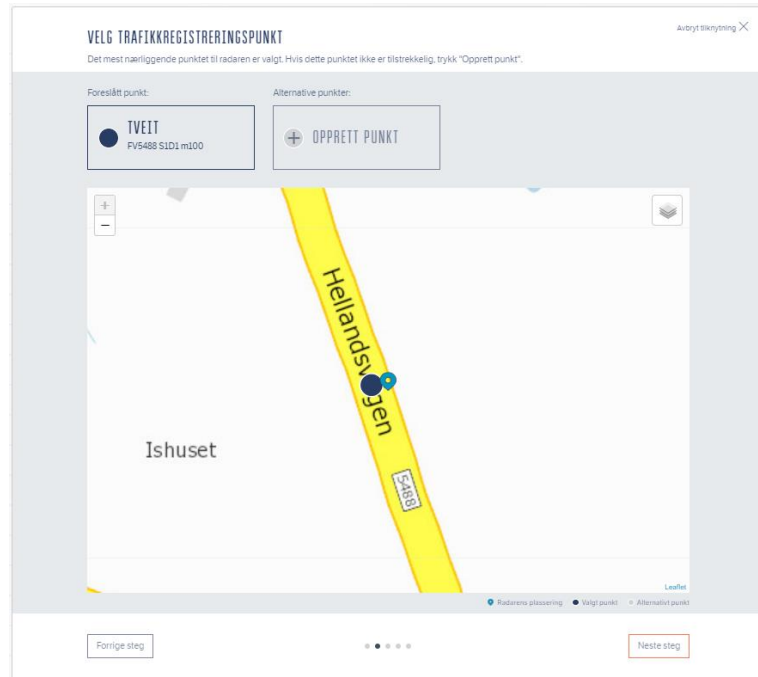 Avbryt tilknytning
VELG TRAFIKKREGISTRERINGSPUNKT
Det mest nærliggende punktet til radaren er valgt. Hvis dette punktet ikke er tilstrekkelig, trykk "Opprett punkt".
Foreslått punkt:
Alternative punkter:
TVEIT
FV5488 S1D1 m100
OPPRETT PUNKT
+
−
Hellandsvegen
Ishuset
5488
Leaflet
Radarens plassering
Valgt punkt
Alternativt punkt
Forrige steg
Neste steg